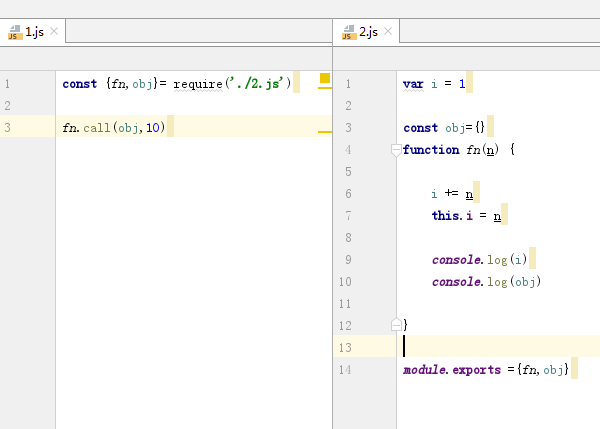 1.js
1 const {fn,obj}= require('./2.js')
2
3 fn.call(obj,10)
2.js
1 var i = 1
2
3 const obj={}
4 function fn(n) {
5
6 i += n
7 this.i = n
8
9 console.log(i)
10 console.log(obj)
11
12 }
13
14 module.exports ={fn,obj}